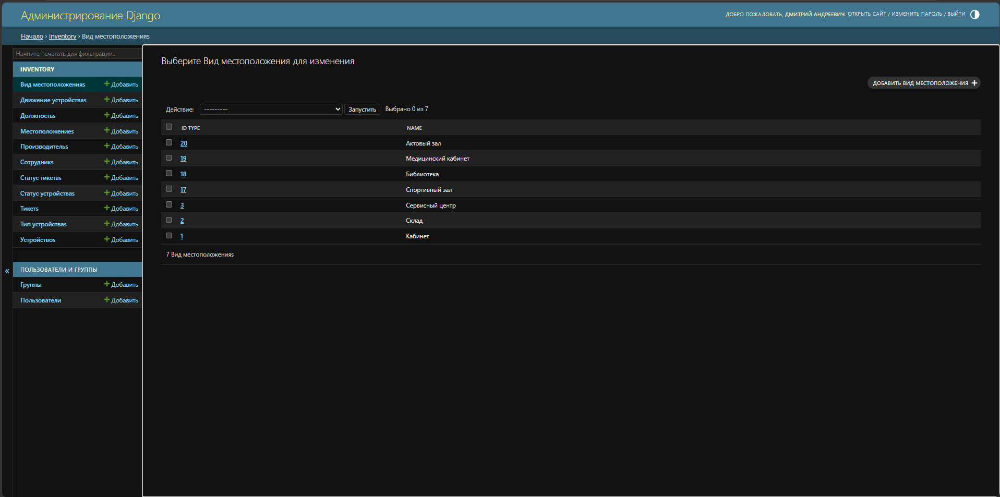 Администрирование Django
ДОБРО ПОЖАЛОВАТЬ, ДМИТРИЙ АНДРЕЕВИЧ. ОТКРЫТЬ САЙТ / ИЗМЕНИТЬ ПАРОЛЬ / ВЫЙТИ
Начало › Inventory › Вид местоположенияs
Начните печатать для фильтрации...
INVENTORY
Вид местоположенияs + Добавить
Движение устройстваs + Добавить
Должностьs + Добавить
Местоположениеs + Добавить
Производительs + Добавить
Сотрудникs + Добавить
Статус тикетаs + Добавить
Статус устройстваs + Добавить
Тикетs + Добавить
Тип устройстваs + Добавить
Устройствоs + Добавить
«
ПОЛЬЗОВАТЕЛИ И ГРУППЫ
Группы + Добавить
Пользователи + Добавить
Выберите Вид местоположения для изменения
ДОБАВИТЬ ВИД МЕСТОПОЛОЖЕНИЯ +
Действие: --------- Запустить Выбрано 0 из 7
ID TYPE NAME
20 Актовый зал
19 Медицинский кабинет
18 Библиотека
17 Спортивный зал
3 Сервисный центр
2 Склад
1 Кабинет
7 Вид местоположенияs